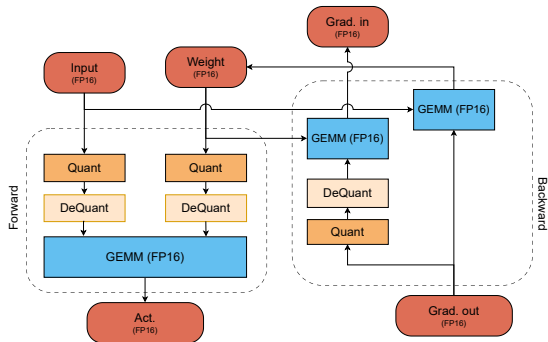 Grad. in
(FP16)
Input
(FP16)
Weight
(FP16)
GEMM (FP16)
GEMM (FP16)
Quant
Quant
DeQuant
DeQuant
DeQuant
Quant
GEMM (FP16)
Forward
Backward
Act.
(FP16)
Grad. out
(FP16)